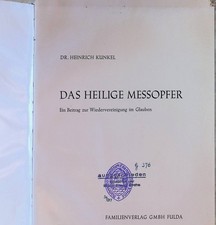 DR. HEINRICH KUNKEL
DAS HEILIGE MESSOPFER
Ein Beitrag zur Wiedervereinigung im Glauben
FAMILIENVERLAG GMBH FULDA